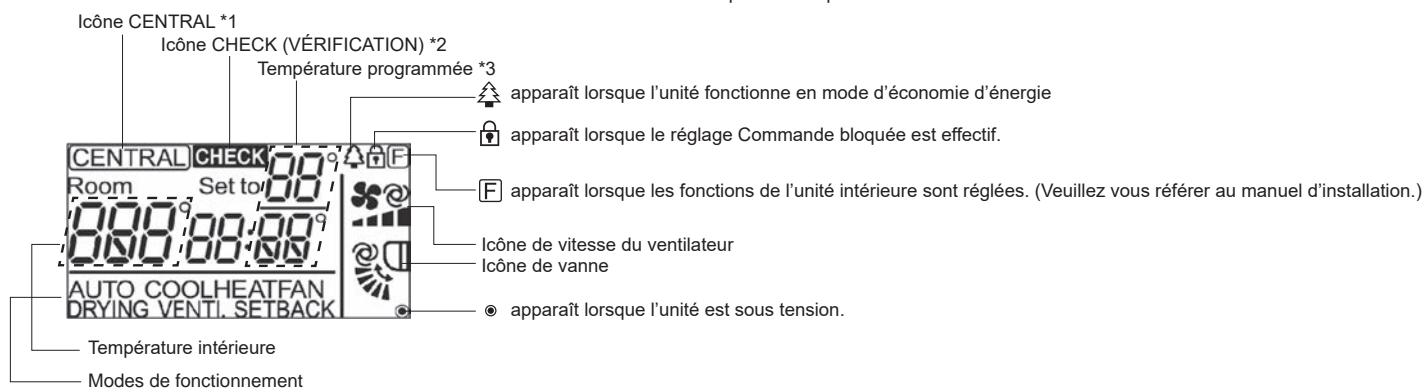 Icône CENTRAL *1
Icône CHECK (VÉRIFICATION) *2
Température programmée *3
apparaît lorsque l'unité fonctionne en mode d'économie d'énergie
apparaît lorsque le réglage Commande bloquée est effectif.
CENTRAL CHECK 88° F
F apparaît lorsque les fonctions de l'unité intérieure sont réglées. (Veuillez vous référer au manuel d'installation.)
Room Set to
888° 88:88°
Icône de vitesse du ventilateur
Icône de vanne
AUTO COOLHEATFAN
DRYING VENTI. SETBACK
apparaît lorsque l'unité est sous tension.
Température intérieure
Modes de fonctionnement